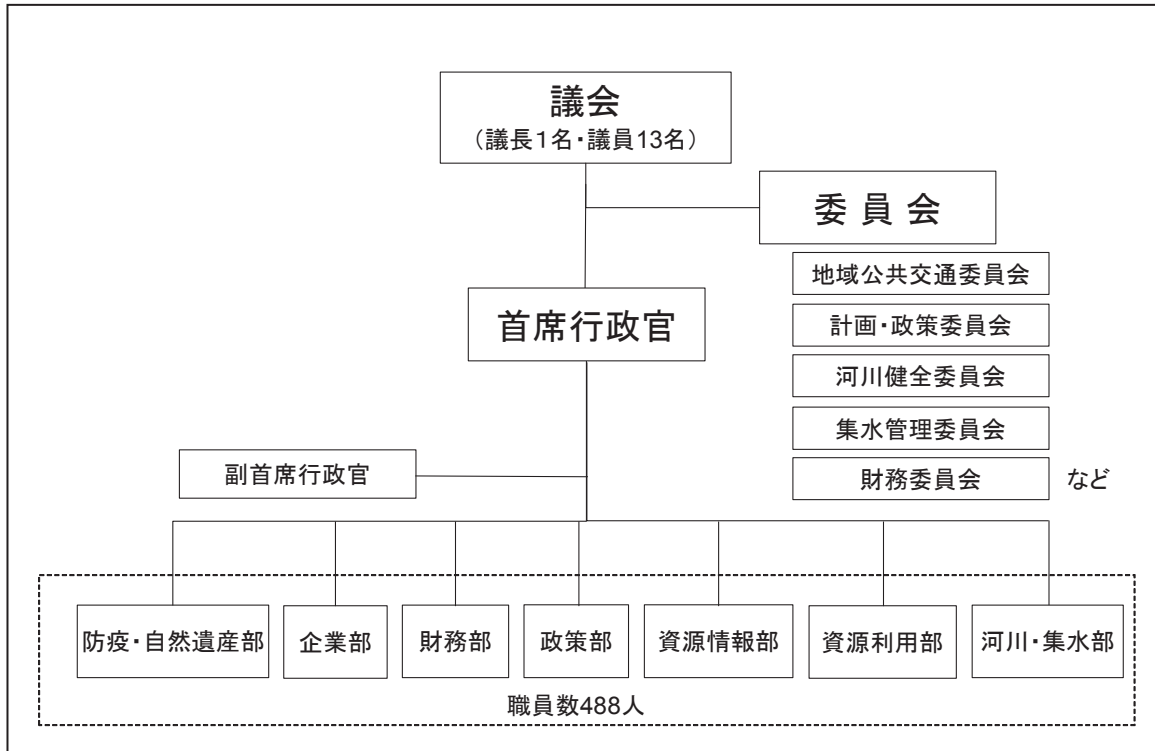 議会
（議長1名・議員13名）
委員会
地域公共交通委員会
首席行政官
計画・政策委員会
河川健全委員会
集水管理委員会
副首席行政官
財務委員会 など
防疫・自然遺産部 企業部 財務部 政策部 資源情報部 資源利用部 河川・集水部
職員数488人